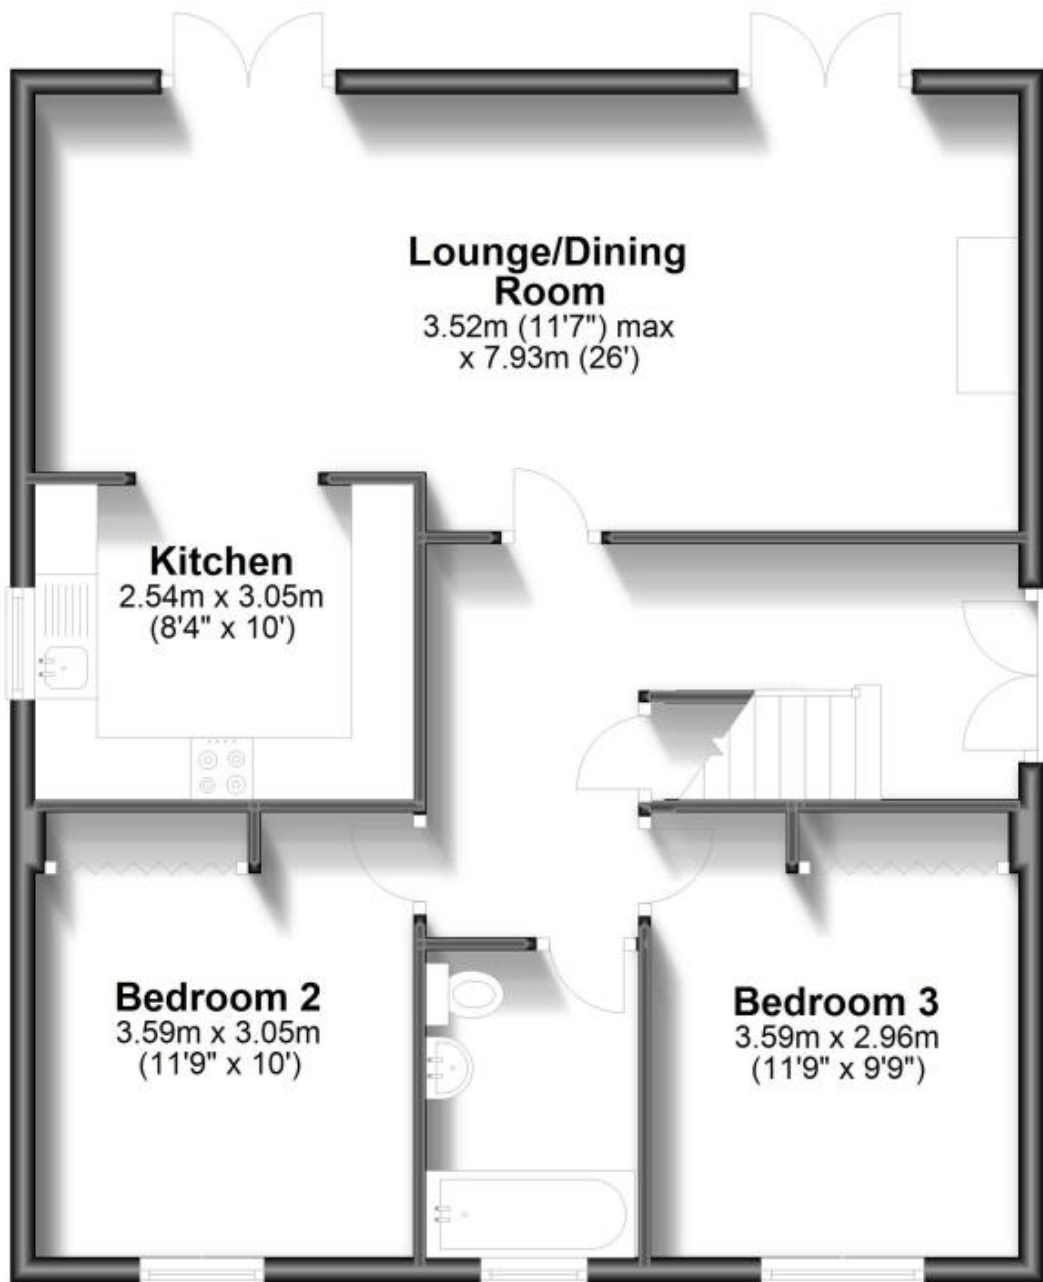 Lounge/Dining
Room
3.52m (11'7") max
x 7.93m (26')
Kitchen
2.54m x 3.05m
(8'4" x 10')
Bedroom 2
3.59m x 3.05m
(11'9" x 10')
Bedroom 3
3.59m x 2.96m
(11'9" x 9'9")